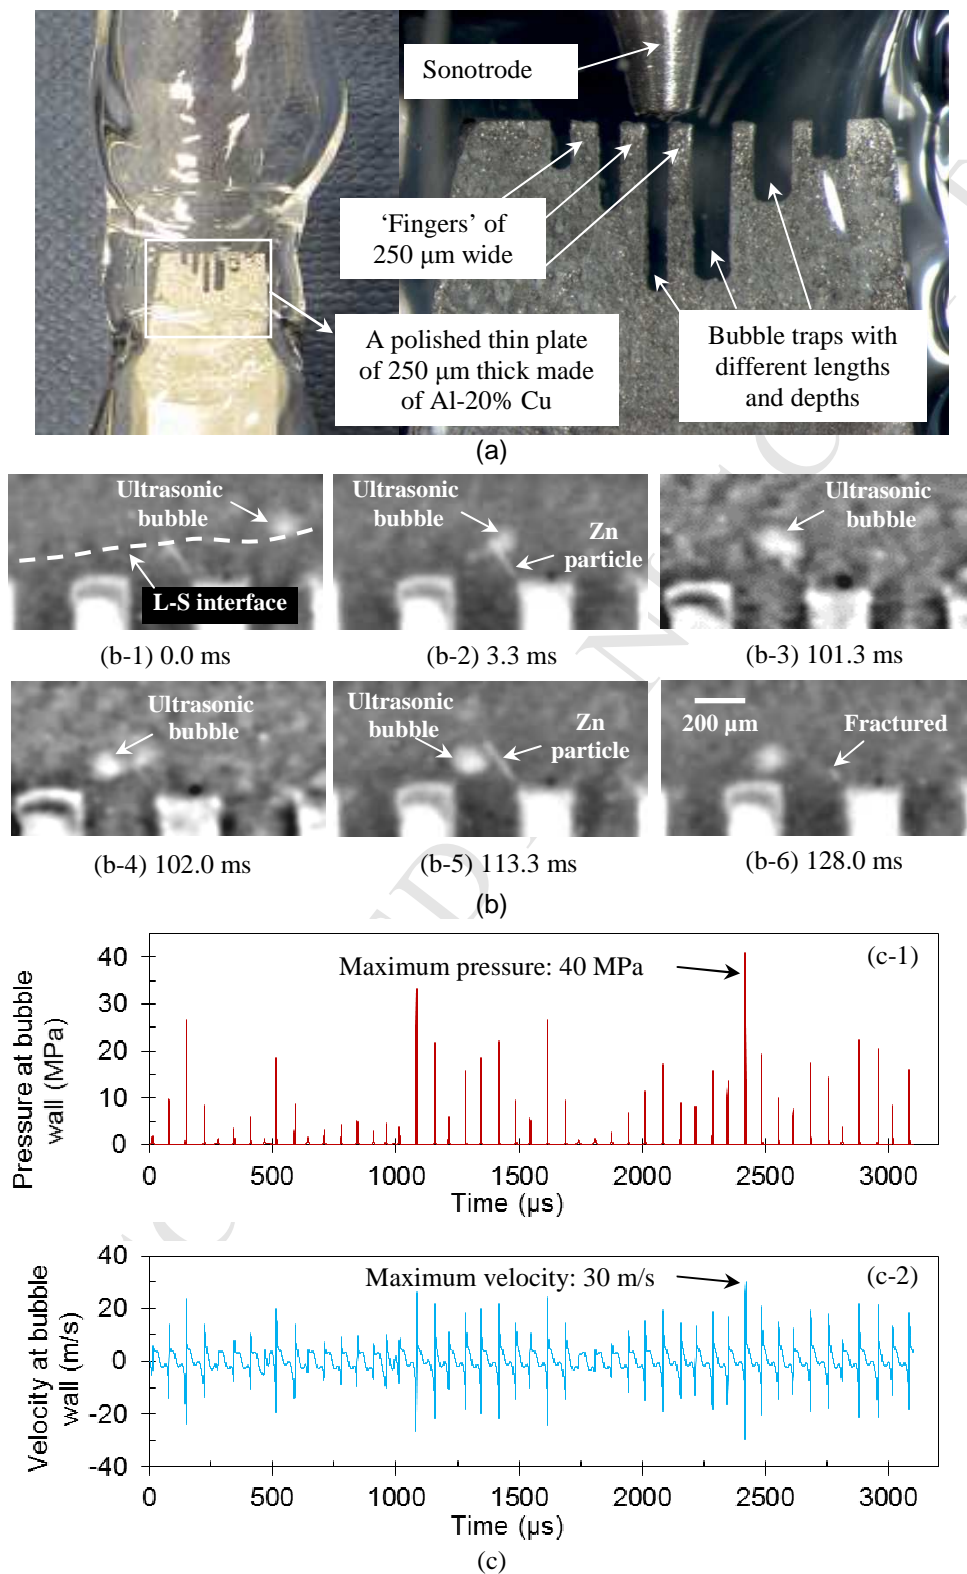 Sonotrode
‘Fingers’ of
250 µm wide
A polished thin plate
of 250 µm thick made
of Al-20% Cu
Bubble traps with
different lengths
and depths
(a)
Ultrasonic
bubble
L-S interface
(b-1) 0.0 ms
Ultrasonic
bubble
Zn
particle
(b-2) 3.3 ms
Ultrasonic
bubble
(b-3) 101.3 ms
Ultrasonic
bubble
(b-4) 102.0 ms
Ultrasonic
bubble
Zn
particle
(b-5) 113.3 ms
200 µm
Fractured
(b-6) 128.0 ms
(b)
Pressure at bubble
wall (MPa)
40
30
20
10
0
Maximum pressure: 40 MPa
(c-1)
0 500 1000 1500 2000 2500 3000
Time (µs)
Velocity at bubble
wall (m/s)
40
20
0
-20
-40
Maximum velocity: 30 m/s
(c-2)
0 500 1000 1500 2000 2500 3000
Time (µs)
(c)